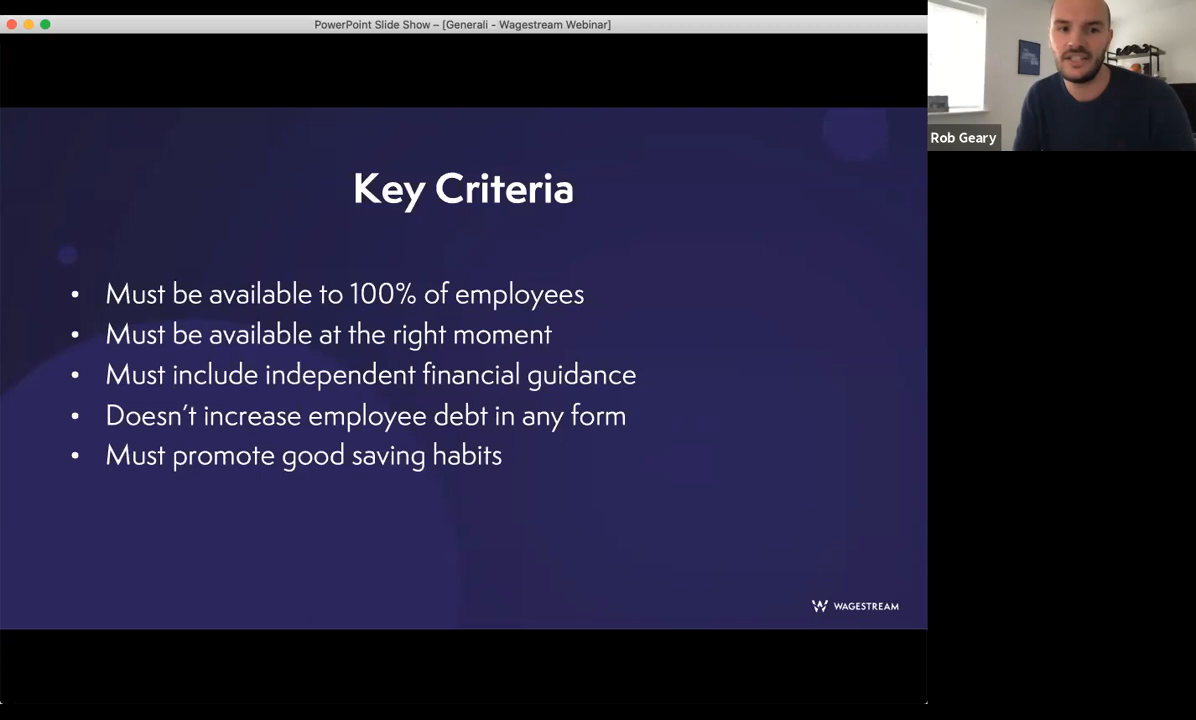 PowerPoint Slide Show – [Generali - Wagestream Webinar]
Rob Geary
Key Criteria
• Must be available to 100% of employees
• Must be available at the right moment
• Must include independent financial guidance
• Doesn't increase employee debt in any form
• Must promote good saving habits
WAGESTREAM